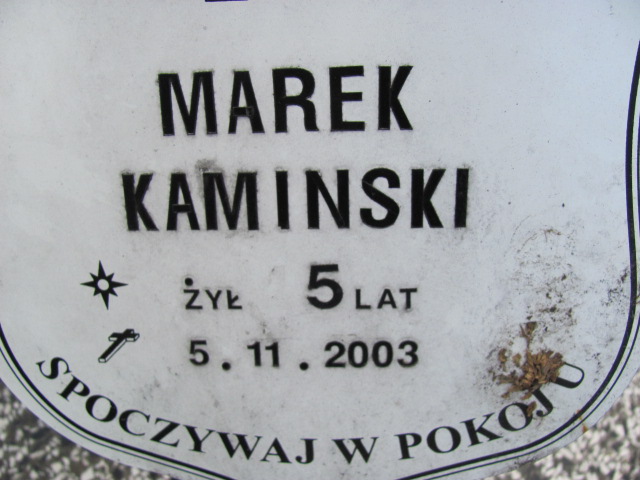 MAREK
KAMINSKI
ŻYŁ 5 LAT
5.11.2003
SPOCZYWAJ W POKOJU